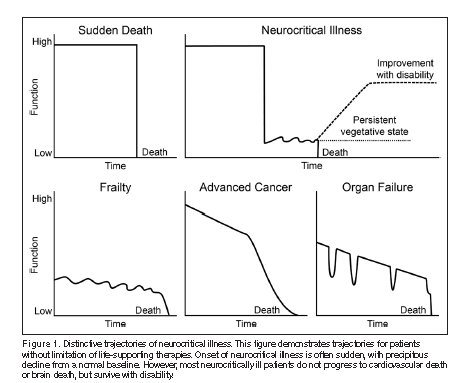 Sudden Death
Neurocritical Illness
High
Function
Low
Death
Time
Improvement
with disability
Persistent
vegetative state
Death
Time
Frailty
Advanced Cancer
Organ Failure
High
Function
Low
Death
Time
Death
Time
Death
Time
Figure 1. Distinctive trajectories of neurocritical illness. This figure demonstrates trajectories for patients
without limitation of life-supporting therapies. Onset of neurocritical illness is often sudden, with precipitous
decline from a normal baseline. However, most neurocritically ill patients do not progress to cardiovascular death
or brain death, but survive with disability.